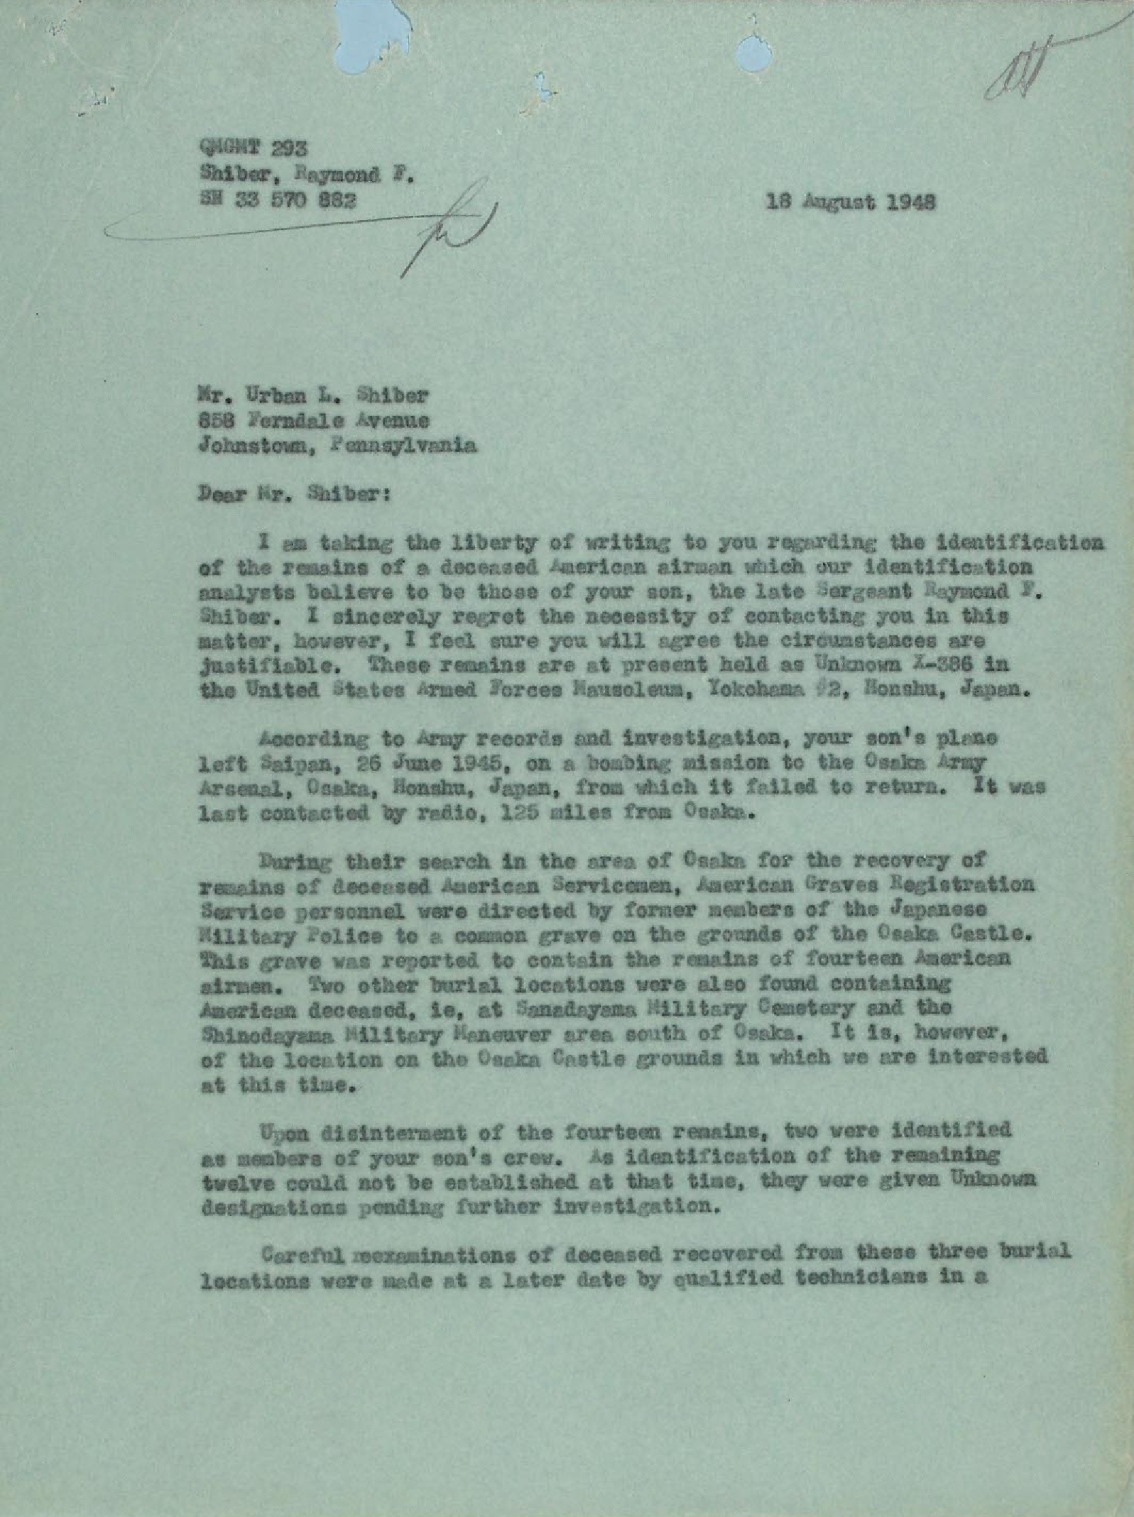 QMGMT 293
Shiber, Raymond F.
SN 33 570 882
18 August 1948
Mr. Urban L. Shiber
858 Ferndale Avenue
Johnstown, Pennsylvania
Dear Mr. Shiber:
I am taking the liberty of writing to you regarding the identification
of the remains of a deceased American airman which our identification
analysts believe to be those of your son, the late Sergeant Raymond F.
Shiber. I sincerely regret the necessity of contacting you in this
matter, however, I feel sure you will agree the circumstances are
justifiable. These remains are at present held as Unknown X-386 in
the United States Armed Forces Mausoleum, Yokohama #2, Honshu, Japan.
According to Army records and investigation, your son's plane
left Saipan, 26 June 1945, on a bombing mission to the Osaka Army
Arsenal, Osaka, Honshu, Japan, from which it failed to return. It was
last contacted by radio, 125 miles from Osaka.
During their search in the area of Osaka for the recovery of
remains of deceased American Servicemen, American Graves Registration
Service personnel were directed by former members of the Japanese
Military Police to a common grave on the grounds of the Osaka Castle.
This grave was reported to contain the remains of fourteen American
airmen. Two other burial locations were also found containing
American deceased, ie, at Sanadayama Military Cemetery and the
Shinodayama Military Maneuver area south of Osaka. It is, however,
of the location on the Osaka Castle grounds in which we are interested
at this time.
Upon disinterment of the fourteen remains, two were identified
as members of your son's crew. As identification of the remaining
twelve could not be established at that time, they were given Unknown
designations pending further investigation.
Careful reexaminations of deceased recovered from these three burial
locations were made at a later date by qualified technicians in a